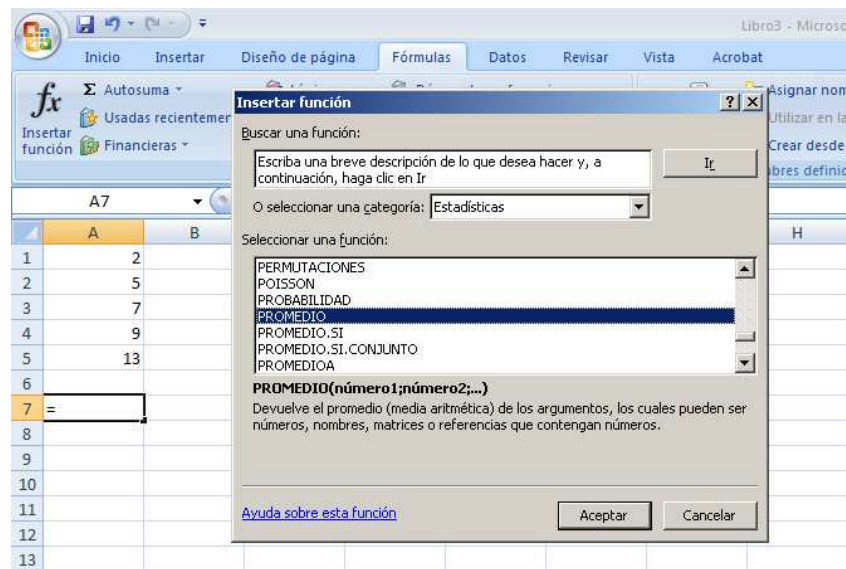 Libro3 - Microso
Inicio Insertar Diseño de página Fórmulas Datos Revisar Vista Acrobat
fx
Insertar
función
Σ Autosuma
Usadas recientemen
Financieras
Asignar nom
Utilizar en la
Crear desde
bres definid
A7
A B H
Insertar función
Buscar una función:
Escriba una breve descripción de lo que desea hacer y, a
continuación, haga clic en Ir
Ir
O seleccionar una categoría: Estadísticas
Seleccionar una función:
PERMUTACIONES
POISSON
PROBABILIDAD
PROMEDIO
PROMEDIO.SI
PROMEDIO.SI.CONJUNTO
PROMEDIOA
PROMEDIO(número1;número2;...)
Devuelve el promedio (media aritmética) de los argumentos, los cuales pueden ser
números, nombres, matrices o referencias que contengan números.
Ayuda sobre esta función
Aceptar Cancelar
1 2
2 5
3 7
4 9
5 13
6
7 =
8
9
10
11
12
13